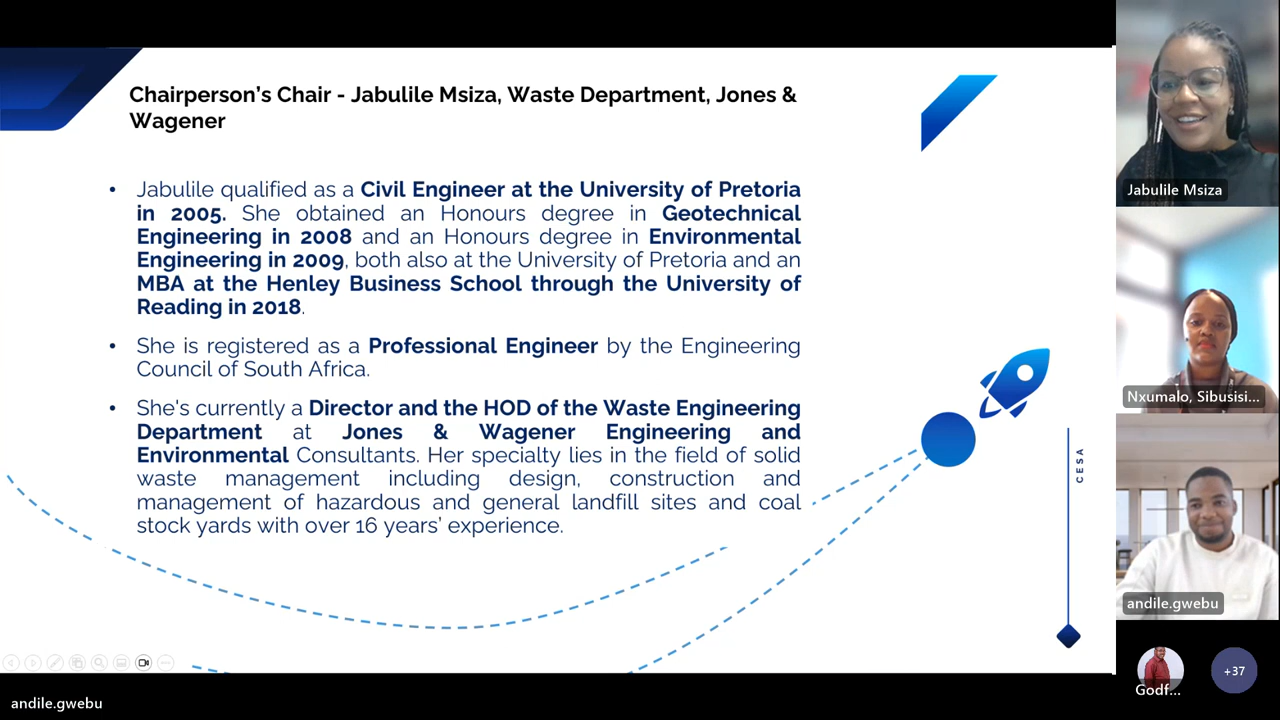 Chairperson's Chair - Jabulile Msiza, Waste Department, Jones &
Wagener
• Jabulile qualified as a Civil Engineer at the University of Pretoria
in 2005. She obtained an Honours degree in Geotechnical
Engineering in 2008 and an Honours degree in Environmental
Engineering in 2009, both also at the University of Pretoria and an
MBA at the Henley Business School through the University of
Reading in 2018.
• She is registered as a Professional Engineer by the Engineering
Council of South Africa.
• She's currently a Director and the HOD of the Waste Engineering
Department at Jones & Wagener Engineering and
Environmental Consultants. Her specialty lies in the field of solid
waste management including design, construction and
management of hazardous and general landfill sites and coal
stock yards with over 16 years' experience.
CESA
Jabulile Msiza
Nxumalo, Sibusisi...
andile.gwebu
Godf...
+37
andile.gwebu